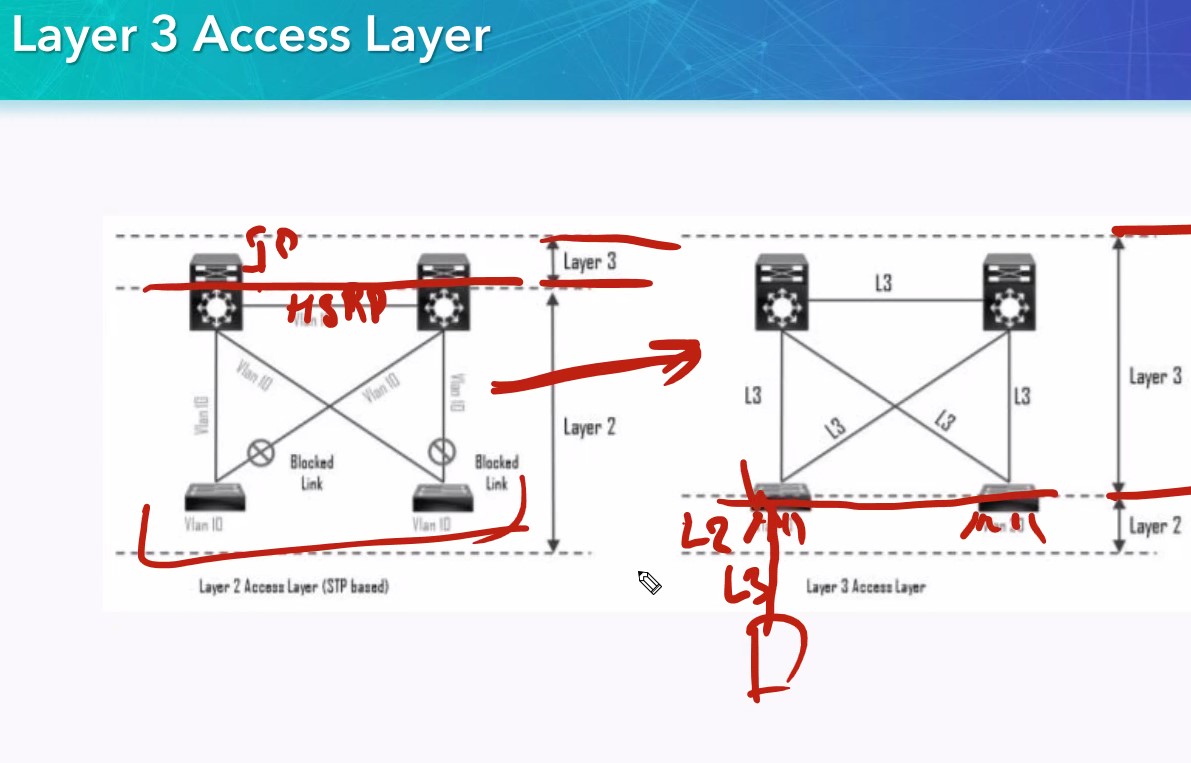 Layer 3 Access Layer
IP
Layer 3
HSRP
L3
Vlan 10
Vlan 10
Vlan 10
Vlan 10
Layer 2
Blocked
Link
Blocked
Link
Vlan 10
Vlan 10
Layer 2 Access Layer (STP based)
L3
L3
L3
L3
Layer 3
L2
L3
Layer 2
Layer 3 Access Layer
D